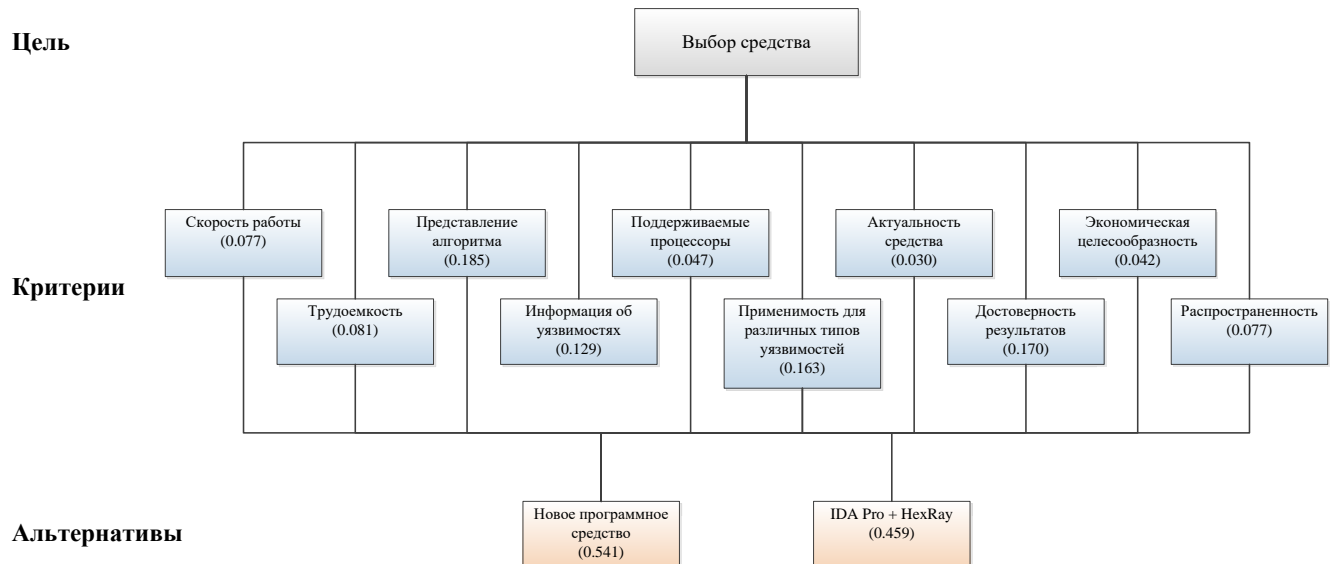 Цель
Выбор средства
Критерии
Скорость работы
(0.077)
Представление
алгоритма
(0.185)
Поддерживаемые
процессоры
(0.047)
Актуальность
средства
(0.030)
Экономическая
целесообразность
(0.042)
Трудоемкость
(0.081)
Информация об
уязвимостях
(0.129)
Применимость для
различных типов
уязвимостей
(0.163)
Достоверность
результатов
(0.170)
Распространенность
(0.077)
Альтернативы
Новое программное
средство
(0.541)
IDA Pro + HexRay
(0.459)